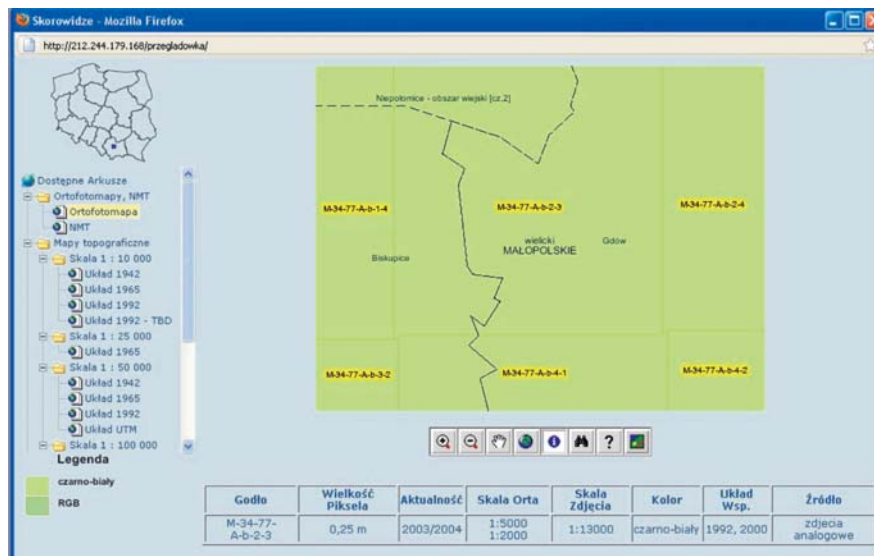 Skorowidze - Mozilla Firefox
http://212.244.179.168/przegladowka/
Dostępne Arkusze
Ortofotomapy, NMT
Ortofotomapa
NMT
Mapy topograficzne
Skala 1 : 10 000
Układ 1942
Układ 1965
Układ 1992
Układ 1992 - TBD
Skala 1 : 25 000
Układ 1965
Skala 1 : 50 000
Układ 1942
Układ 1965
Układ 1992
Układ UTM
Skala 1 : 100 000
Legenda
czarno-biały
RGB
Niepołomice - obszar wiejski [cz.2]
M-34-77-A-b-1-4
M-34-77-A-b-2-3
M-34-77-A-b-2-4
wielicki
MAŁOPOLSKIE
Gdów
Biskupice
M-34-77-A-b-3-2
M-34-77-A-b-4-1
M-34-77-A-b-4-2
Godło Wielkość Piksela Aktualność Skala Orta Skala Zdjęcia Kolor Układ Wsp. Źródło
M-34-77-A-b-2-3 0,25 m 2003/2004 1:5000 1:2000 1:13000 czarno-biały 1992, 2000 zdjecia analogowe